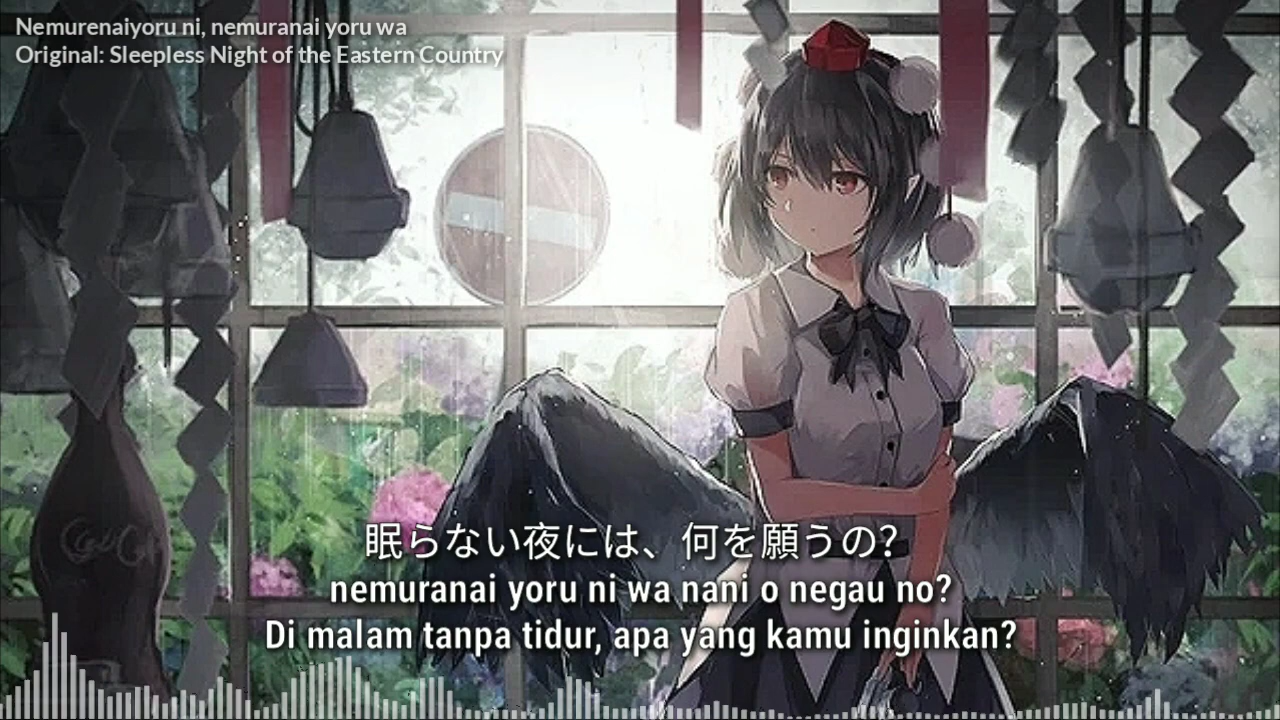 Nemurenaiyoru ni, nemuranai yoru wa
Original: Sleepless Night of the Eastern Country
眠らない夜には、何を願うの?
nemuranai yoru ni wa nani o negau no?
Di malam tanpa tidur, apa yang kamu inginkan?